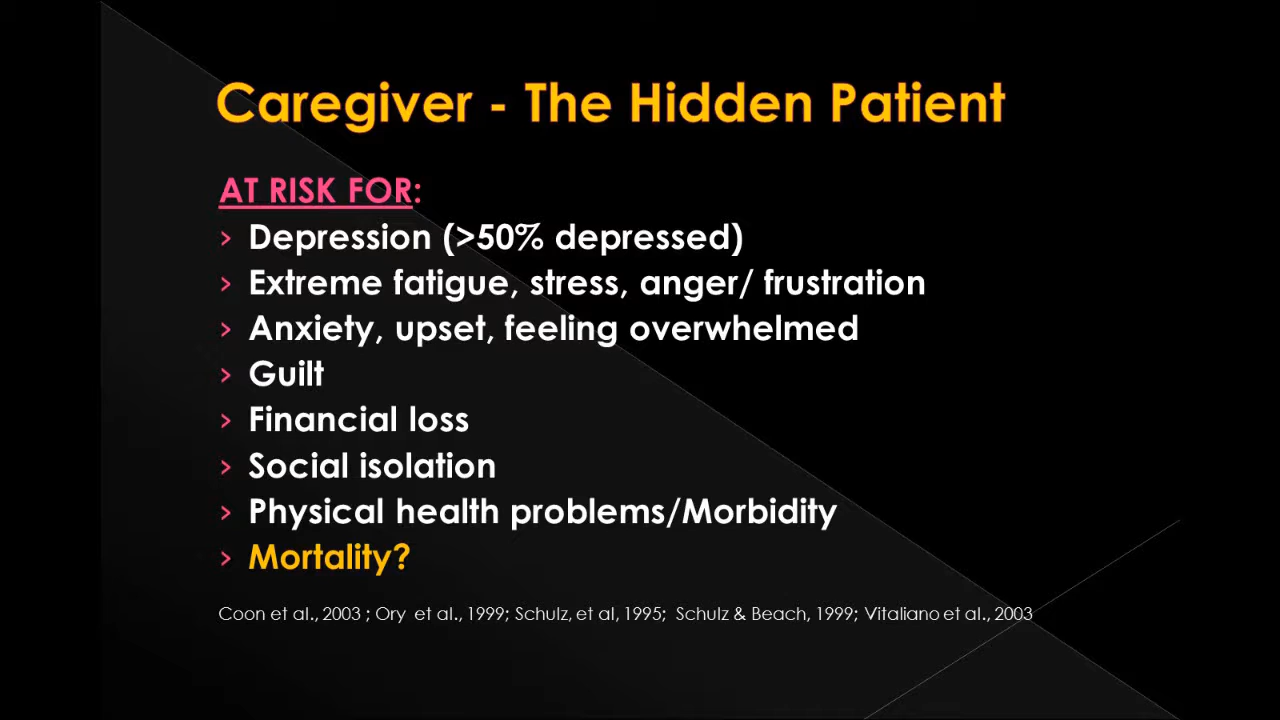 Caregiver - The Hidden Patient
AT RISK FOR:
› Depression (>50% depressed)
› Extreme fatigue, stress, anger/ frustration
› Anxiety, upset, feeling overwhelmed
› Guilt
› Financial loss
› Social isolation
› Physical health problems/Morbidity
› Mortality?
Coon et al., 2003 ; Ory et al., 1999; Schulz, et al, 1995; Schulz & Beach, 1999; Vitaliano et al., 2003